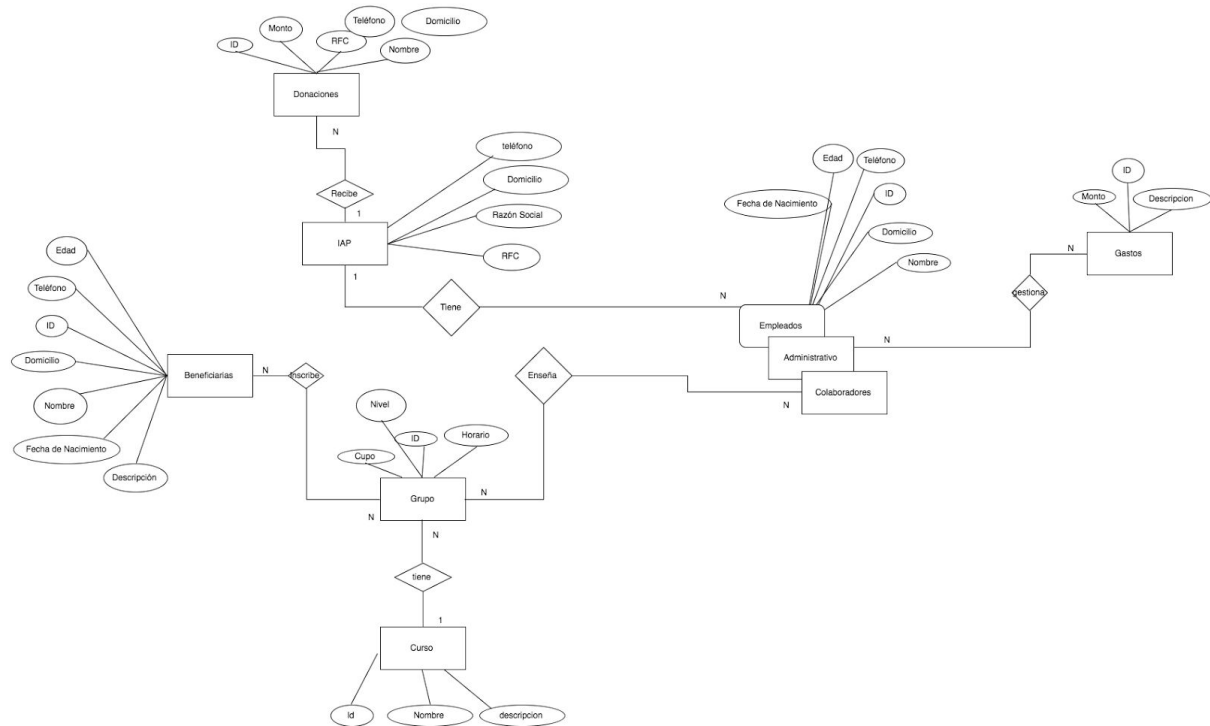 Teléfono
Domicilio
Monto
RFC
ID
Nombre
Donaciones
N
Recibe
1
IAP
1
teléfono
Domicilio
Razón Social
RFC
Tiene
N
Edad
Teléfono
Fecha de Nacimiento
ID
Domicilio
Nombre
Empleados
Administrativo
Colaboradores
N
N
gestiona
N
ID
Monto
Descripcion
Gastos
Edad
Teléfono
ID
Domicilio
Nombre
Fecha de Nacimiento
Descripción
Beneficiarias
N
Inscribe
N
Enseña
N
Nivel
ID
Horario
Cupo
Grupo
N
tiene
1
Curso
Id
Nombre
descripcion